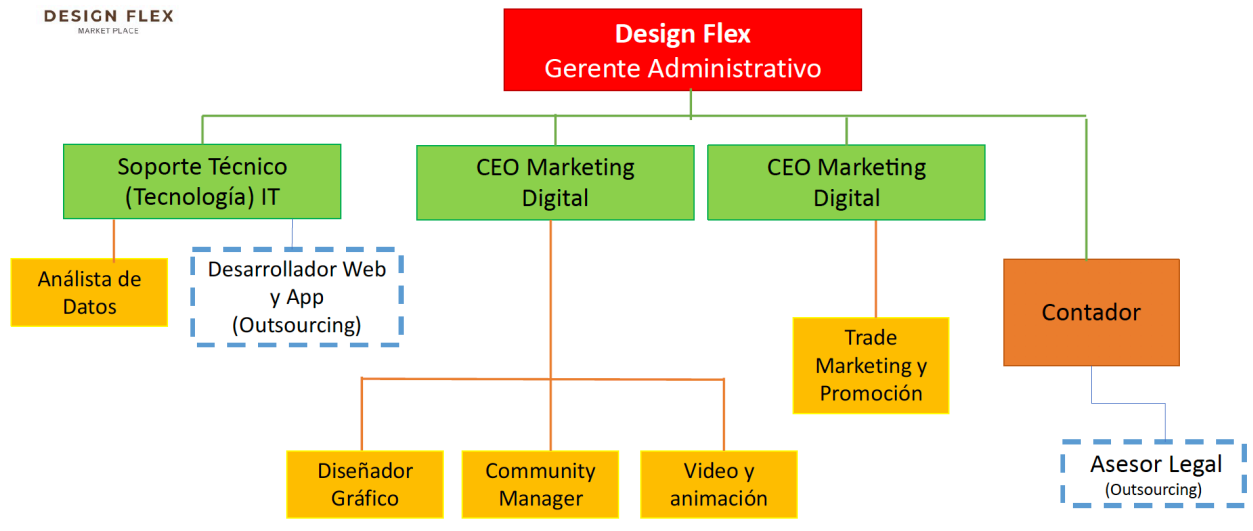 DESIGN FLEX
MARKET PLACE
Design Flex
Gerente Administrativo
Soporte Técnico
(Tecnología) IT
CEO Marketing
Digital
CEO Marketing
Digital
Análista de
Datos
Desarrollador Web
y App
(Outsourcing)
Contador
Trade
Marketing y
Promoción
Diseñador
Gráfico
Community
Manager
Video y
animación
Asesor Legal
(Outsourcing)